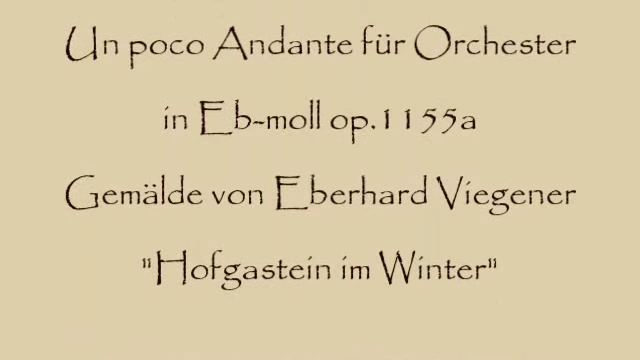 Un poco Andante für Orchester
in Eb-moll op.1155a
Gemälde von Eberhard Viegener
"Hofgastein im Winter"